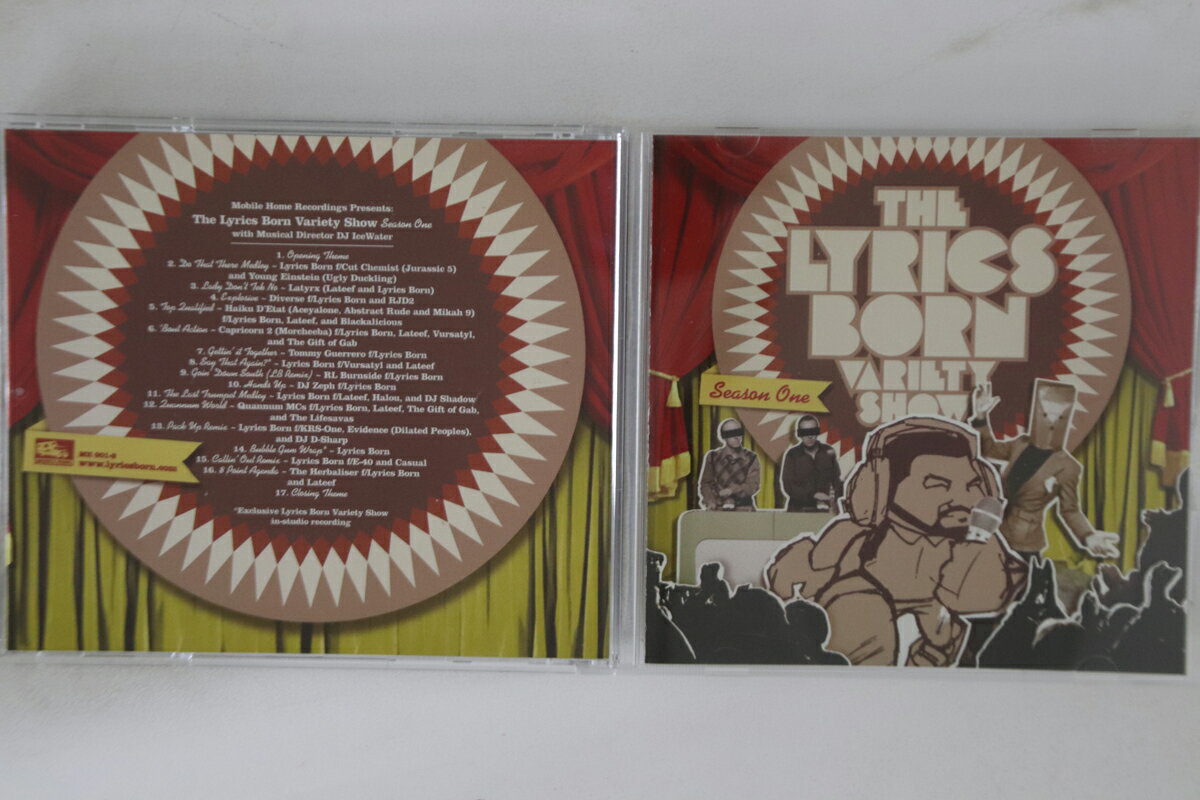 Mobile Home Recordings Presents:
The Lyrics Born Variety Show Season One
with Musical Director DJ IceWater
1. Opening Theme
2. Do That There Medley ~ Lyrics Born f/Cut Chemist (Jurassic 5)
and Young Einstein (Ugly Duckling)
3. Lady Don't Tek No ~ Latyrx (Lateef and Lyrics Born)
4. Explosive ~ Diverse f/Lyrics Born and RJD2
5. Top Qualified ~ Haiku D'Etat (Aceyalone, Abstract Rude and Mikah 9)
f/Lyrics Born, Lateef, and Blackalicious
6. 'Bout Action ~ Capricorn 2 (Morcheeba) f/Lyrics Born, Lateef, Vursatyl,
and The Gift of Gab
7. Gettin' it Together ~ Tommy Guerrero f/Lyrics Born
8. Say That Again?* ~ Lyrics Born f/Vursatyl and Lateef
9. Goin' Down South (LB Remix) ~ RL Burnside f/Lyrics Born
10. Hands Up ~ DJ Zeph f/Lyrics Born
11. The Last Trumpet Medley ~ Lyrics Born f/Lateef, Halou, and DJ Shadow
12. Quannum World ~ Quannum MCs f/Lyrics Born, Lateef, The Gift of Gab,
and The Lifesavas
13. Pack Up Remix ~ Lyrics Born f/KRS-One, Evidence (Dilated Peoples),
and DJ D-Sharp
14. Bubble Gum Wrap* ~ Lyrics Born
15. Callin' Out Remix ~ Lyrics Born f/E-40 and Casual
16. 8 Point Agenda ~ The Herbaliser f/Lyrics Born
and Lateef
17. Closing Theme
*Exclusive Lyrics Born Variety Show
in-studio recording
www.lyricsborn.com
THE
LYRICS
BORN
VARIETY
SHOW
Season One